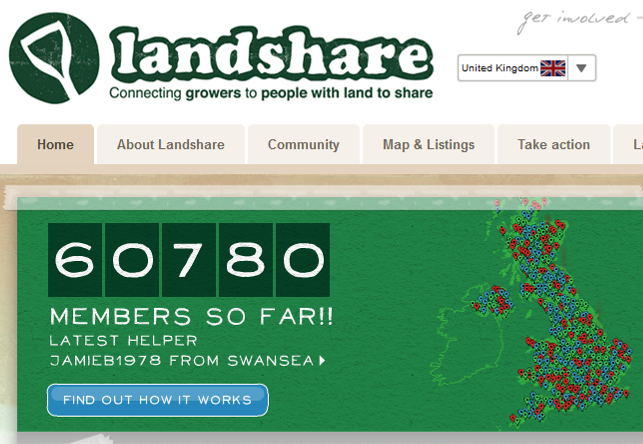 get involved
landshare
Connecting growers to people with land to share
United Kingdom
Home
About Landshare
Community
Map & Listings
Take action
60780
MEMBERS SO FAR!!
LATEST HELPER
JAMIEB1978 FROM SWANSEA
FIND OUT HOW IT WORKS